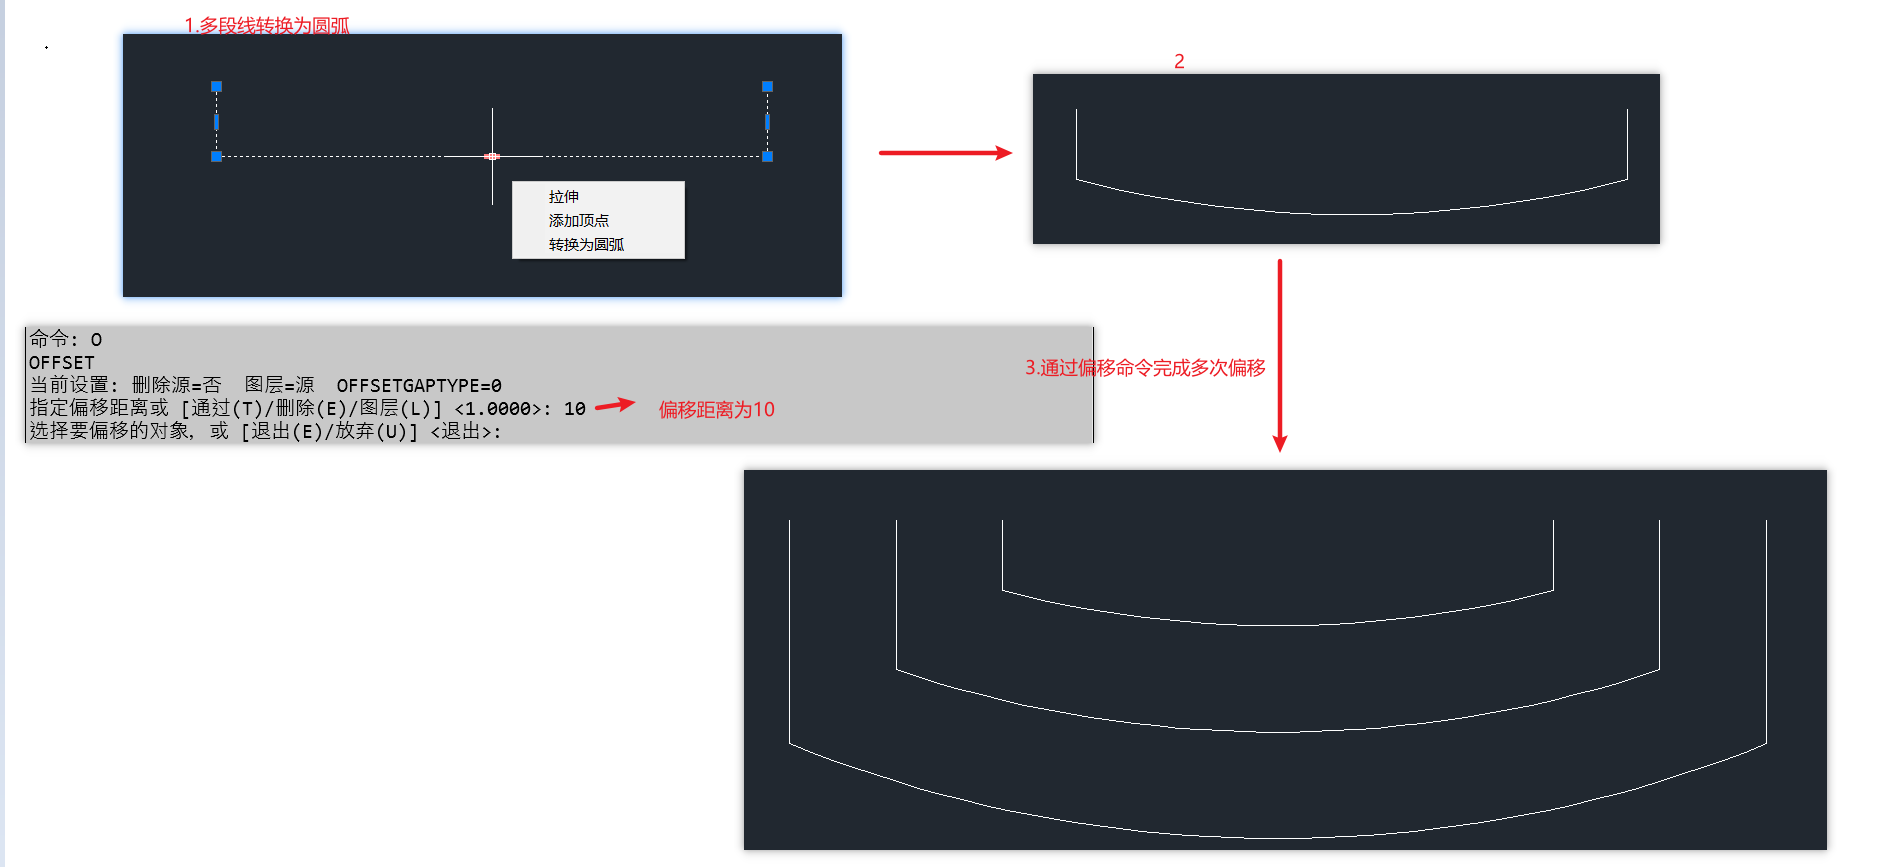 1.多段线转换为圆弧
拉伸
添加顶点
转换为圆弧
2
命令: O
OFFSET
当前设置: 删除源=否  图层=源  OFFSETGAPTYPE=0
指定偏移距离或 [通过(T)/删除(E)/图层(L)] <1.0000>: 10
偏移距离为10
选择要偏移的对象, 或 [退出(E)/放弃(U)] <退出>:
3.通过偏移命令完成多次偏移